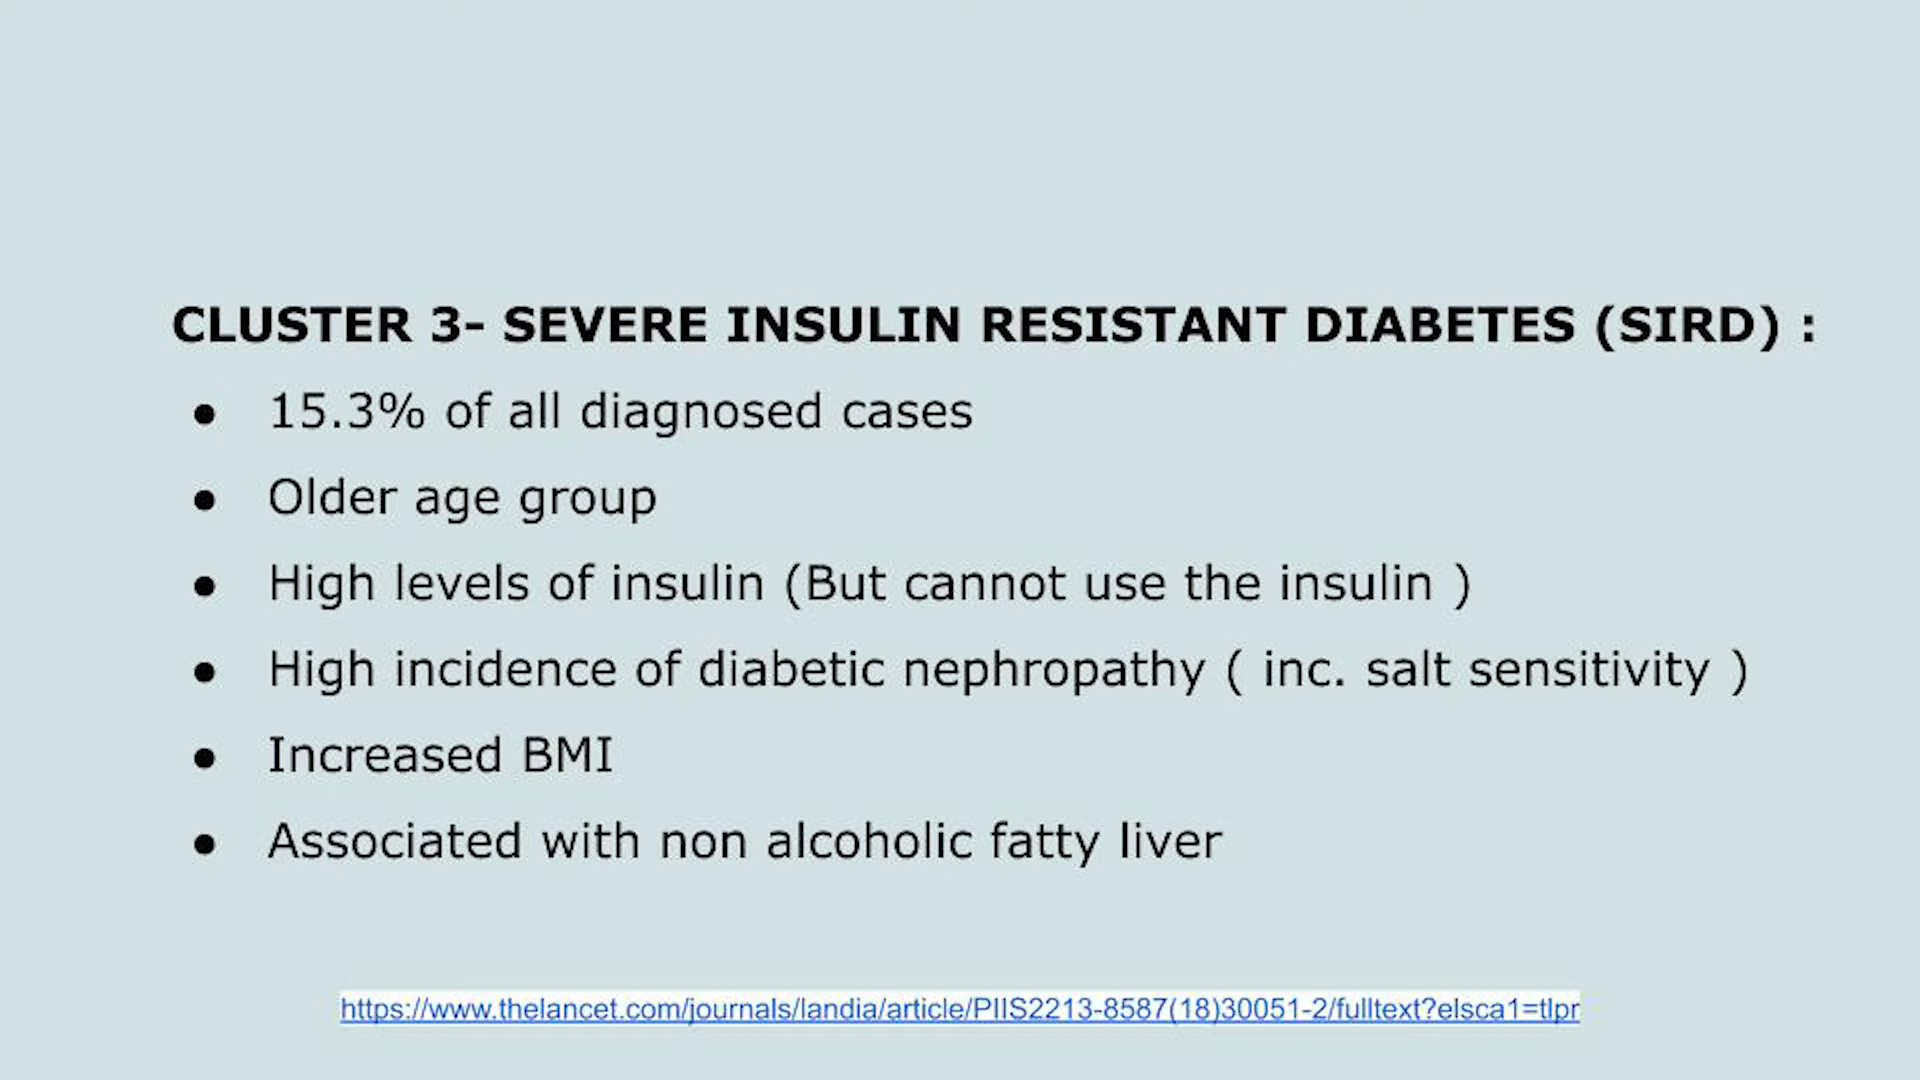 CLUSTER 3- SEVERE INSULIN RESISTANT DIABETES (SIRD) :
● 15.3% of all diagnosed cases
● Older age group
● High levels of insulin (But cannot use the insulin )
● High incidence of diabetic nephropathy ( inc. salt sensitivity )
● Increased BMI
● Associated with non alcoholic fatty liver
https://www.thelancet.com/journals/landia/article/PIIS2213-8587(18)30051-2/fulltext?elsca1=tlpr